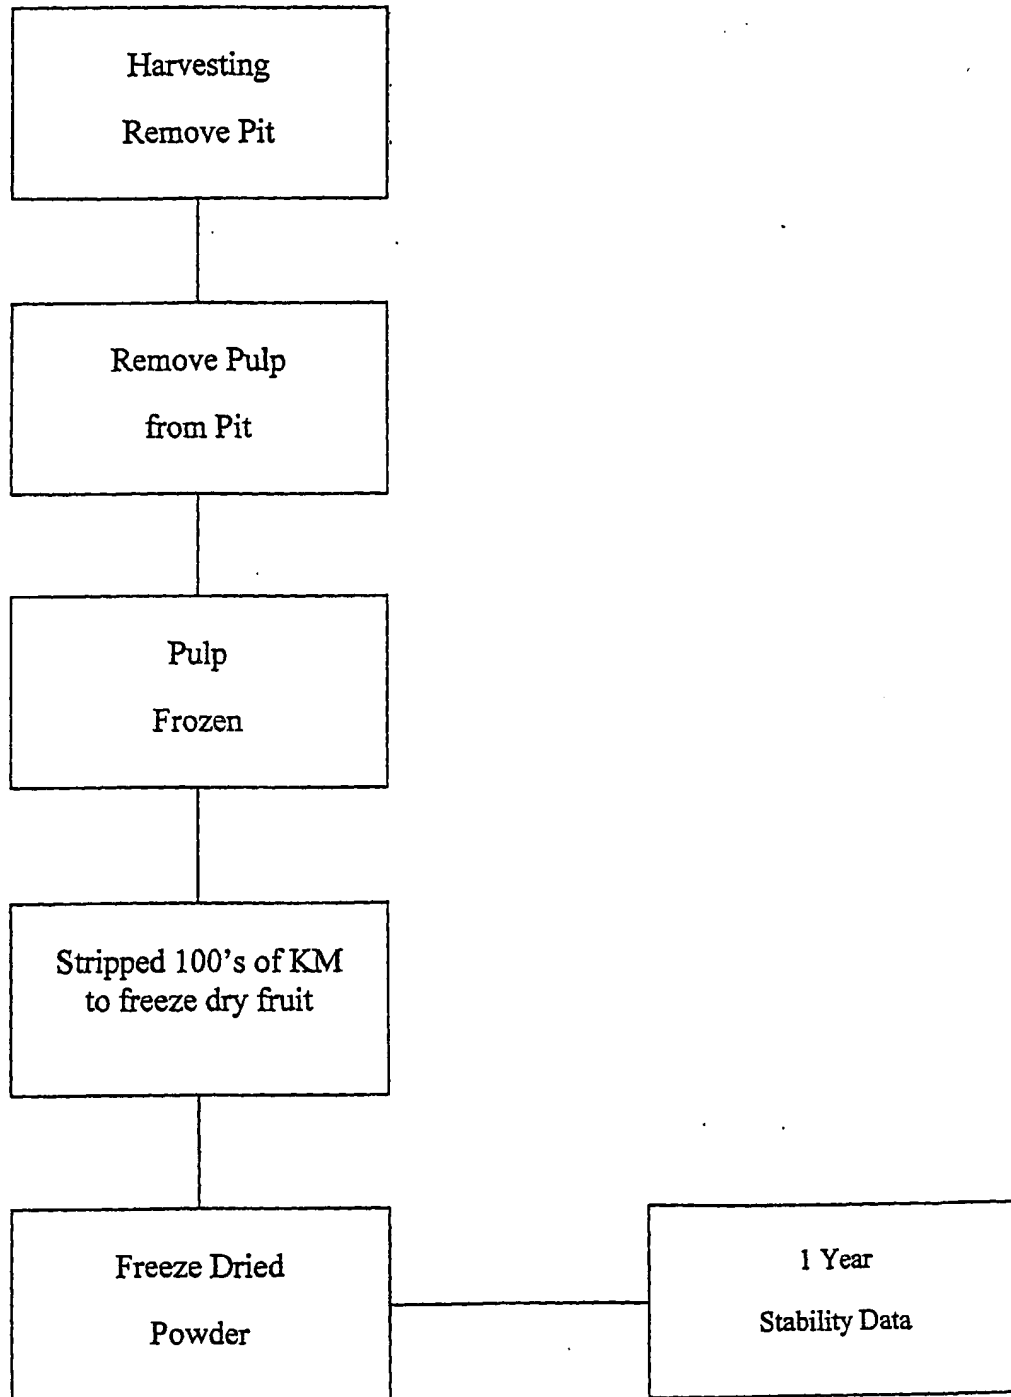 Harvesting
Remove Pit
Remove Pulp
from Pit
Pulp
Frozen
Stripped 100's of KM
to freeze dry fruit
Freeze Dried
Powder
1 Year
Stability Data